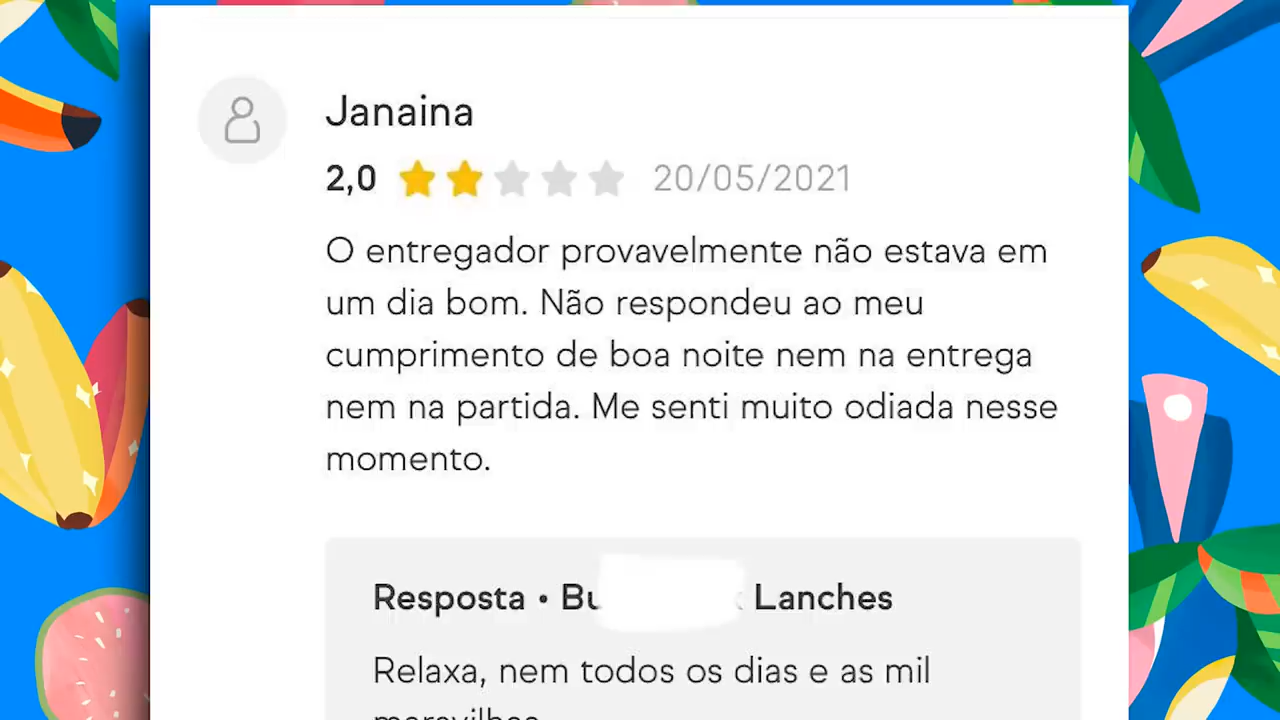 Janaina
2,0 20/05/2021
O entregador provavelmente não estava em
um dia bom. Não respondeu ao meu
cumprimento de boa noite nem na entrega
nem na partida. Me senti muito odiada nesse
momento.
Resposta • Bu Lanches
Relaxa, nem todos os dias e as mil